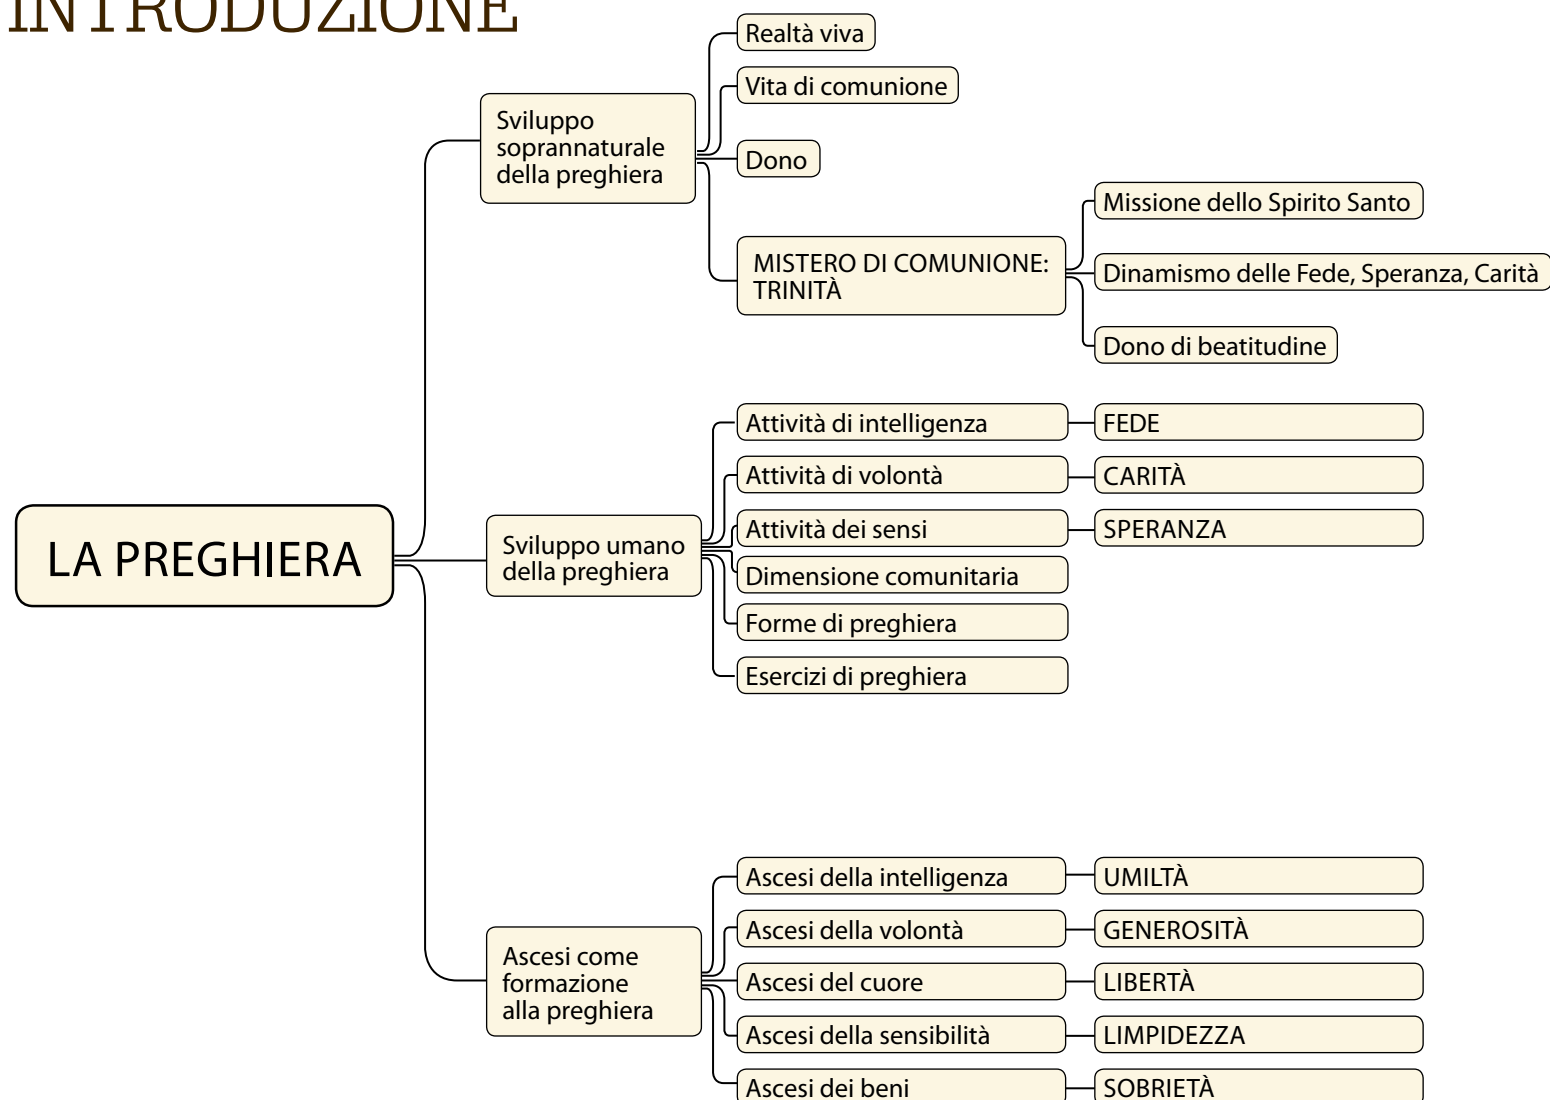 INTRODUZIONE
LA PREGHIERA
Sviluppo
soprannaturale
della preghiera
Realtà viva
Vita di comunione
Dono
MISTERO DI COMUNIONE:
TRINITÀ
Missione dello Spirito Santo
Dinamismo delle Fede, Speranza, Carità
Dono di beatitudine
Sviluppo umano
della preghiera
Attività di intelligenza
FEDE
Attività di volontà
CARITÀ
Attività dei sensi
SPERANZA
Dimensione comunitaria
Forme di preghiera
Esercizi di preghiera
Ascesi come
formazione
alla preghiera
Ascesi della intelligenza
UMILTÀ
Ascesi della volontà
GENEROSITÀ
Ascesi del cuore
LIBERTÀ
Ascesi della sensibilità
LIMPIDEZZA
Ascesi dei beni
SOBRIETÀ